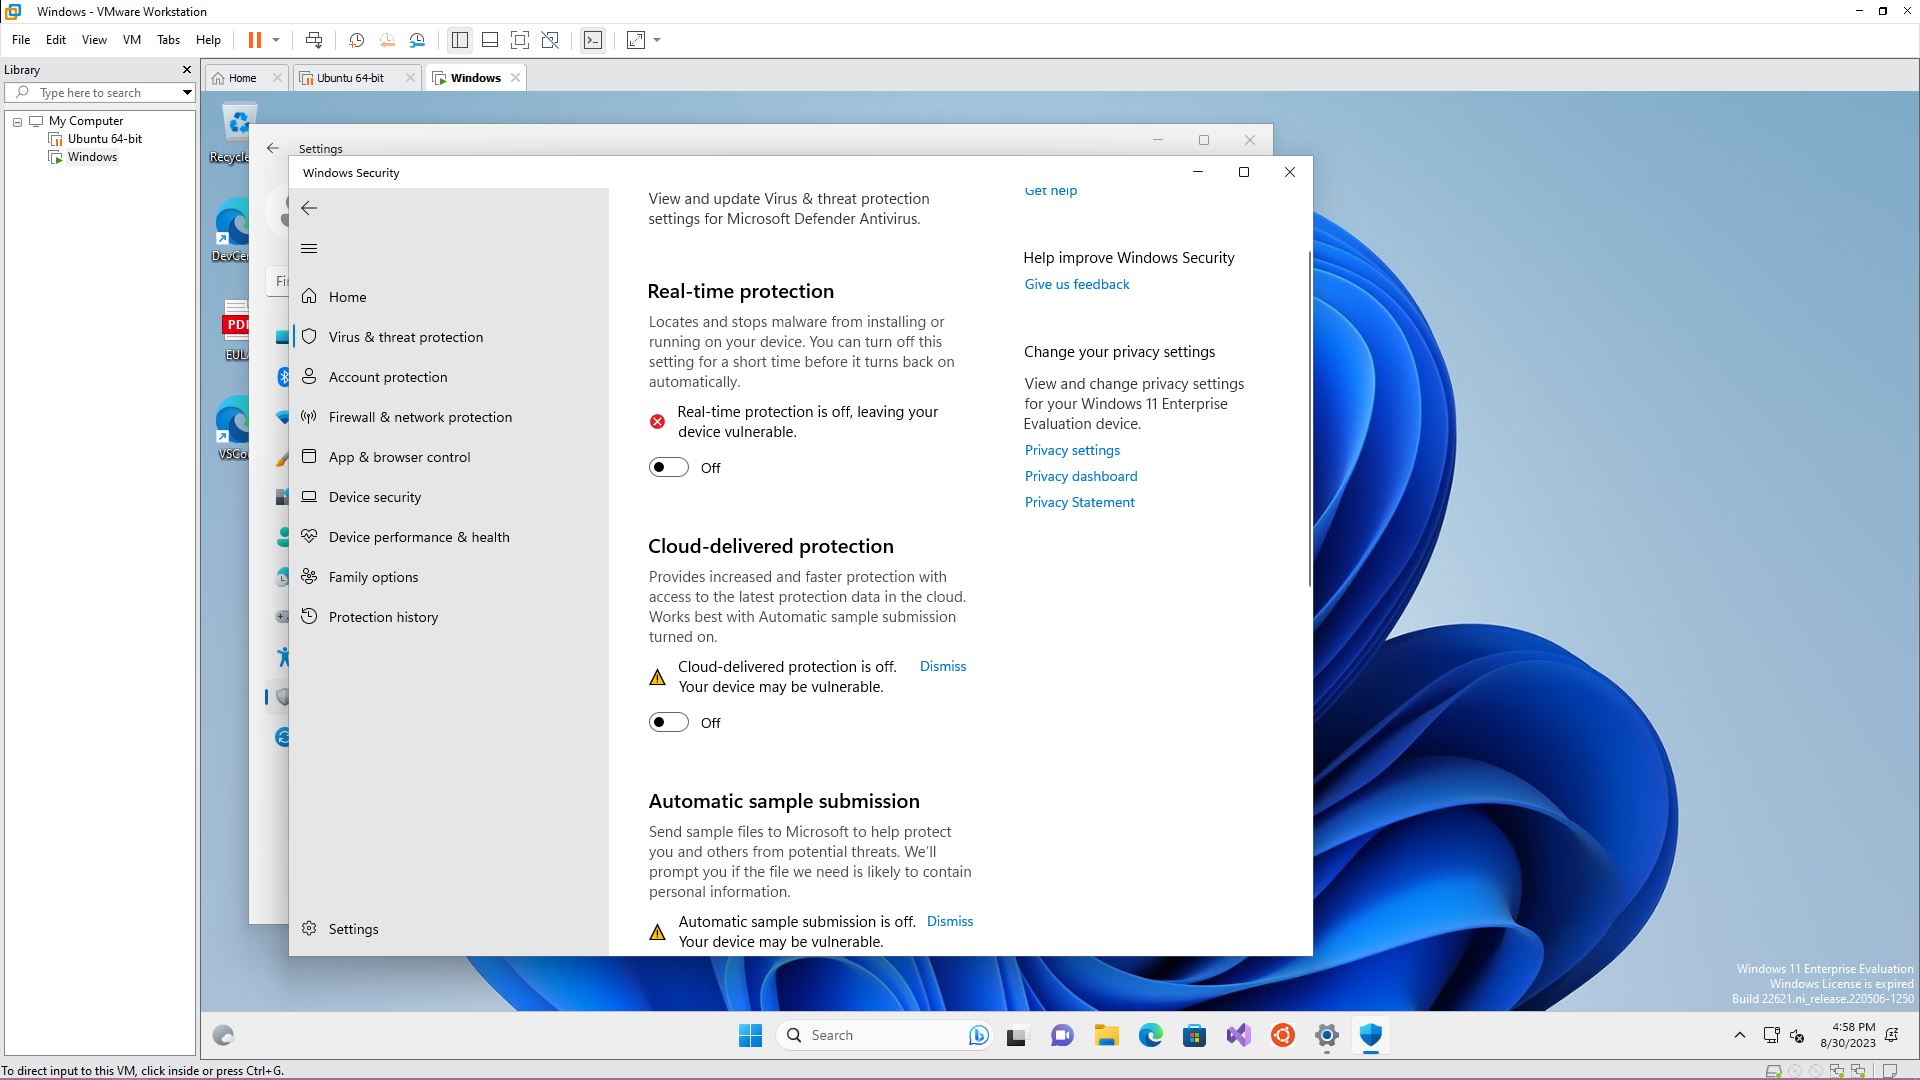 Windows - VMware Workstation
File Edit View VM Tabs Help
Library
Type here to search
My Computer
Ubuntu 64-bit
Windows
Home
Ubuntu 64-bit
Windows
Settings
Windows Security
Home
Virus & threat protection
Account protection
Firewall & network protection
App & browser control
Device security
Device performance & health
Family options
Protection history
Settings
View and update Virus & threat protection
settings for Microsoft Defender Antivirus.
Real-time protection
Locates and stops malware from installing or
running on your device. You can turn off this
setting for a short time before it turns back on
automatically.
Real-time protection is off, leaving your
device vulnerable.
Off
Cloud-delivered protection
Provides increased and faster protection with
access to the latest protection data in the cloud.
Works best with Automatic sample submission
turned on.
Cloud-delivered protection is off.
Your device may be vulnerable.
Dismiss
Off
Automatic sample submission
Send sample files to Microsoft to help protect
you and others from potential threats. We'll
prompt you if the file we need is likely to contain
personal information.
Automatic sample submission is off.
Your device may be vulnerable.
Dismiss
Get help
Help improve Windows Security
Give us feedback
Change your privacy settings
View and change privacy settings
for your Windows 11 Enterprise
Evaluation device.
Privacy settings
Privacy dashboard
Privacy Statement
Windows 11 Enterprise Evaluation
Windows License is expired
Build 22621.ni_release.220506-1250
Search
4:58 PM
8/30/2023
To direct input to this VM, click inside or press Ctrl+G.